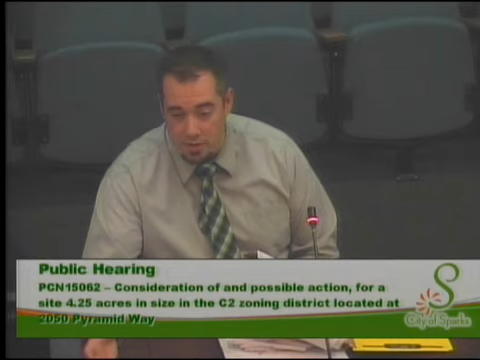 Public Hearing
PCN15062 – Consideration of and possible action, for a
site 4.25 acres in size in the C2 zoning district located at
2050 Pyramid Way
City of Sparks